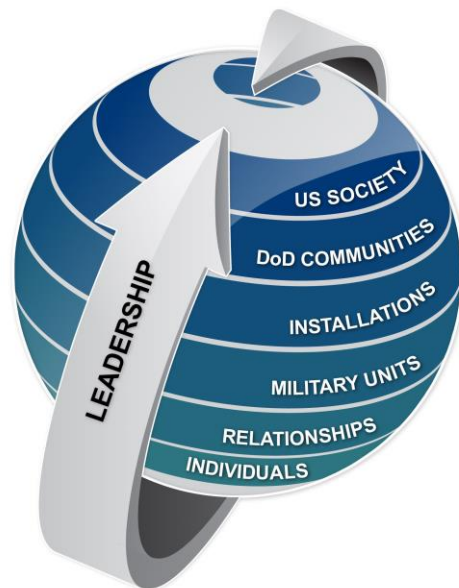 US SOCIETY
DoD COMMUNITIES
INSTALLATIONS
MILITARY UNITS
RELATIONSHIPS
INDIVIDUALS
LEADERSHIP